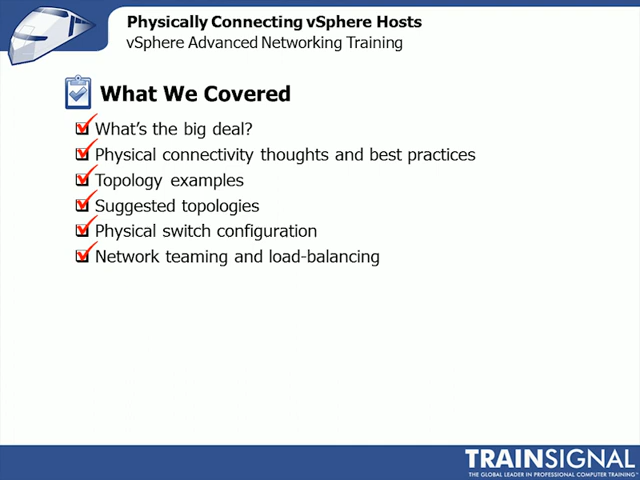 Physically Connecting vSphere Hosts
vSphere Advanced Networking Training
What We Covered
What's the big deal?
Physical connectivity thoughts and best practices
Topology examples
Suggested topologies
Physical switch configuration
Network teaming and load-balancing
TRAINSIGNAL
THE GLOBAL LEADER IN PROFESSIONAL COMPUTER TRAINING™